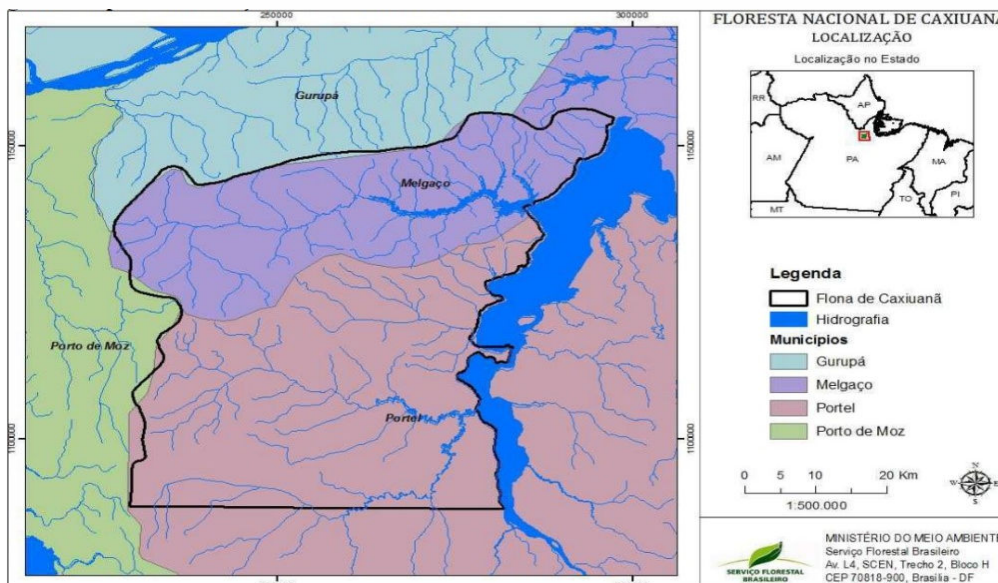 250000
300000
1150000
1100000
Gurupá
Melgaço
Porto de Moz
Portel
1150000
1100000
FLORESTA NACIONAL DE CAXIUANÃ
LOCALIZAÇÃO
Localização no Estado
RR
AP
AM
PA
MA
MT
TO
PI
Legenda
Flona de Caxiuanã
Hidrografia
Municípios
Gurupá
Melgaço
Portel
Porto de Moz
0 5 10 20 Km
1:500.000
N
W
E
S
SERVIÇO FLORESTAL
BRASILEIRO
MINISTÉRIO DO MEIO AMBIENTE
Serviço Florestal Brasileiro
Av. L4, SCEN, Trecho 2, Bloco H
CEP 70818-900, Brasília - DF